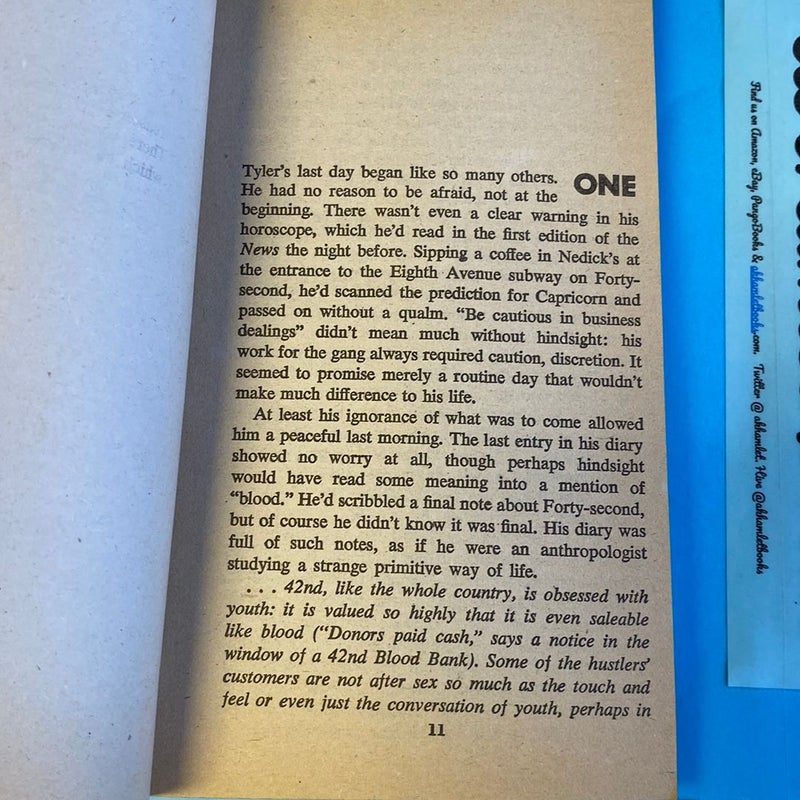 ONE
Tyler's last day began like so many others.
He had no reason to be afraid, not at the
beginning. There wasn't even a clear warning in his
horoscope, which he'd read in the first edition of the
News the night before. Sipping a coffee in Nedick's at
the entrance to the Eighth Avenue subway on Forty-
second, he'd scanned the prediction for Capricorn and
passed on without a qualm. "Be cautious in business
dealings" didn't mean much without hindsight: his
work for the gang always required caution, discretion. It
seemed to promise merely a routine day that wouldn't
make much difference to his life.
At least his ignorance of what was to come allowed
him a peaceful last morning. The last entry in his diary
showed no worry at all, though perhaps hindsight
would have read some meaning into a mention of
"blood." He'd scribbled a final note about Forty-second,
but of course he didn't know it was final. His diary was
full of such notes, as if he were an anthropologist
studying a strange primitive way of life.
. . . 42nd, like the whole country, is obsessed with
youth: it is valued so highly that it is even saleable
like blood ("Donors paid cash," says a notice in the
window of a 42nd Blood Bank). Some of the hustlers'
customers are not after sex so much as the touch and
feel or even just the conversation of youth, perhaps in
11
Find us on Amazon, eBay, PangoBooks & akhamletbooks.com. Twitter @ akhamlet. Hive @akhamletbooks